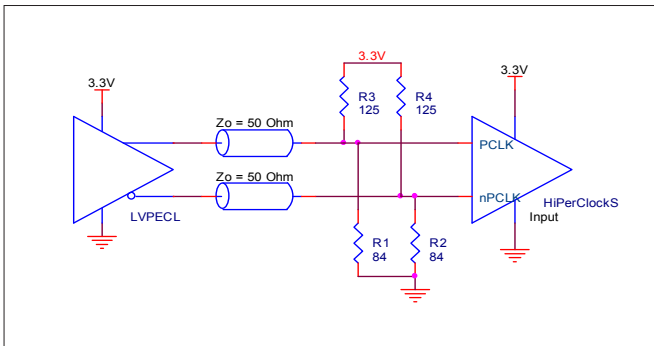 3.3V
3.3V
3.3V
R3
125
R4
125
Zo = 50 Ohm
PCLK
Zo = 50 Ohm
nPCLK
HiPerClockS
Input
LVPECL
R1
84
R2
84